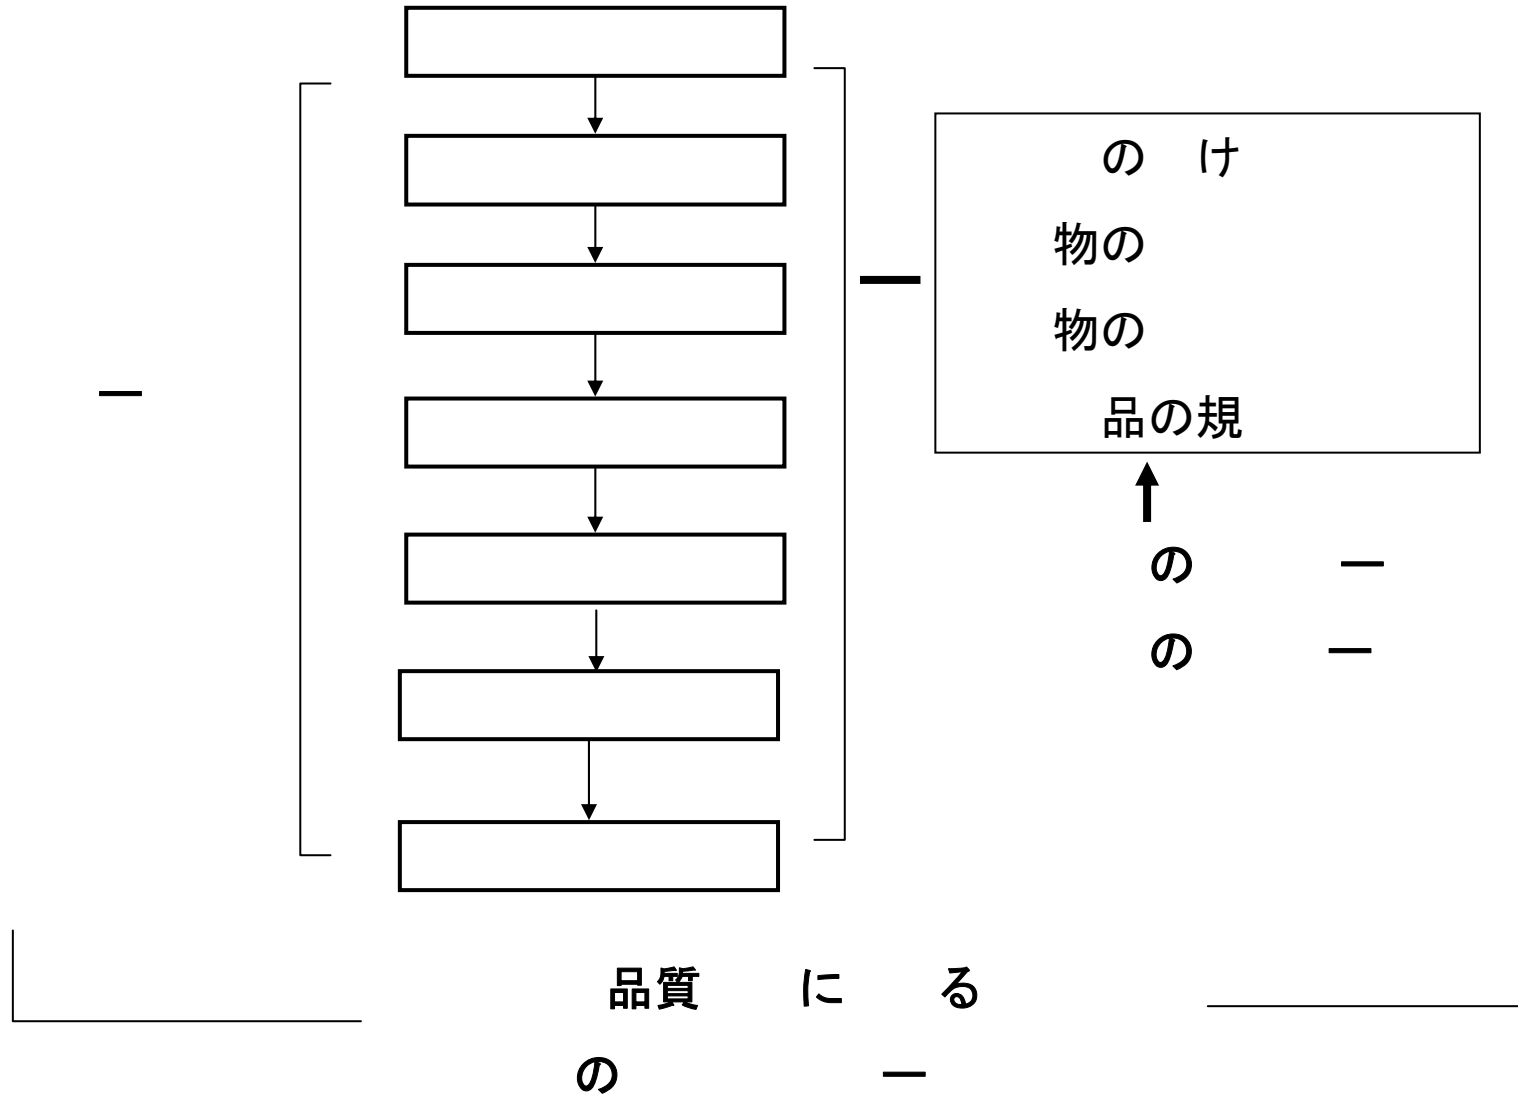 の け
物の
物の
品の規
ー
の ー
の ー
品質 に る
の ー